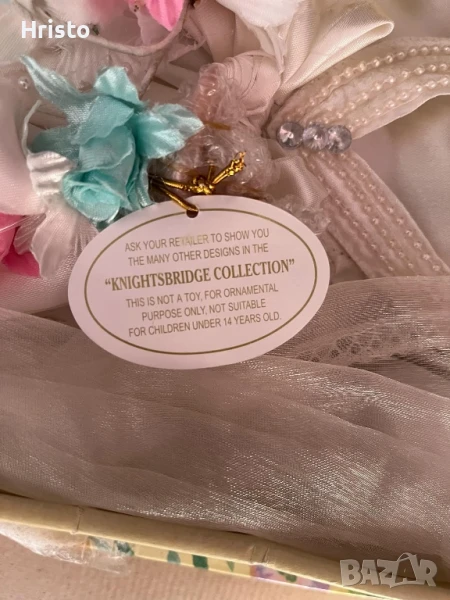 Hristo
ASK YOUR RETAILER TO SHOW YOU
THE MANY OTHER DESIGNS IN THE
"KNIGHTSBRIDGE COLLECTION"
THIS IS NOT A TOY, FOR ORNAMENTAL
PURPOSE ONLY, NOT SUITABLE
FOR CHILDREN UNDER 14 YEARS OLD.
BAZAR